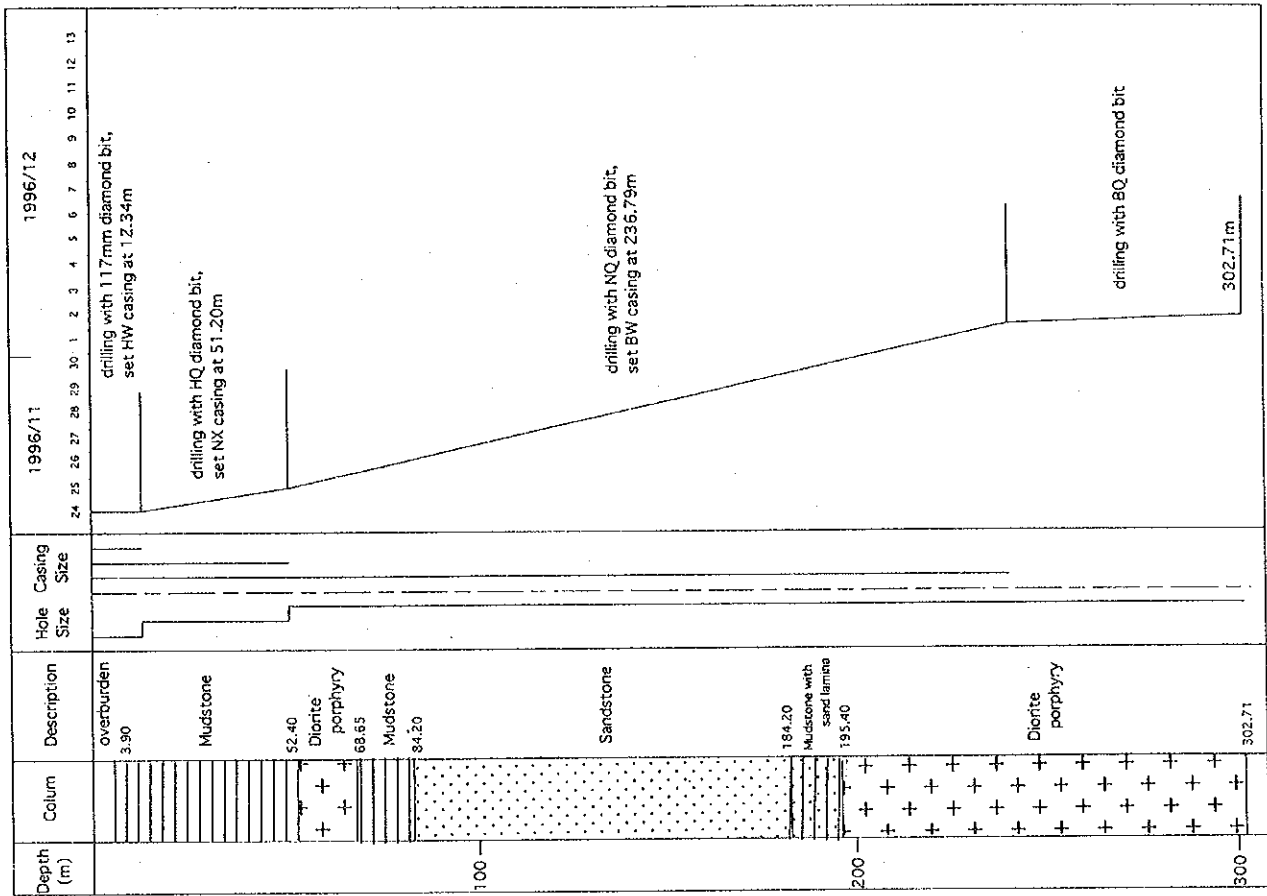 Depth
(m)
Colum
Description
Hole
Size
Casing
Size
1996/11
1996/12
24 25 26 27 28 29 30 1 2 3 4 5 6 7 8 9 10 11 12 13
overburden
3.90
Mudstone
52.40
Diorite
porphyry
68.65
Mudstone
84.20
Sandstone
184.20
Mudstone with
sand lamina
195.40
Diorite
porphyry
302.71
100
200
300
drilling with 117mm diamond bit,
set HW casing at 12.34m
drilling with HQ diamond bit,
set NX casing at 51.20m
drilling with NQ diamond bit,
set BW casing at 236.79m
drilling with BQ diamond bit
302.71m